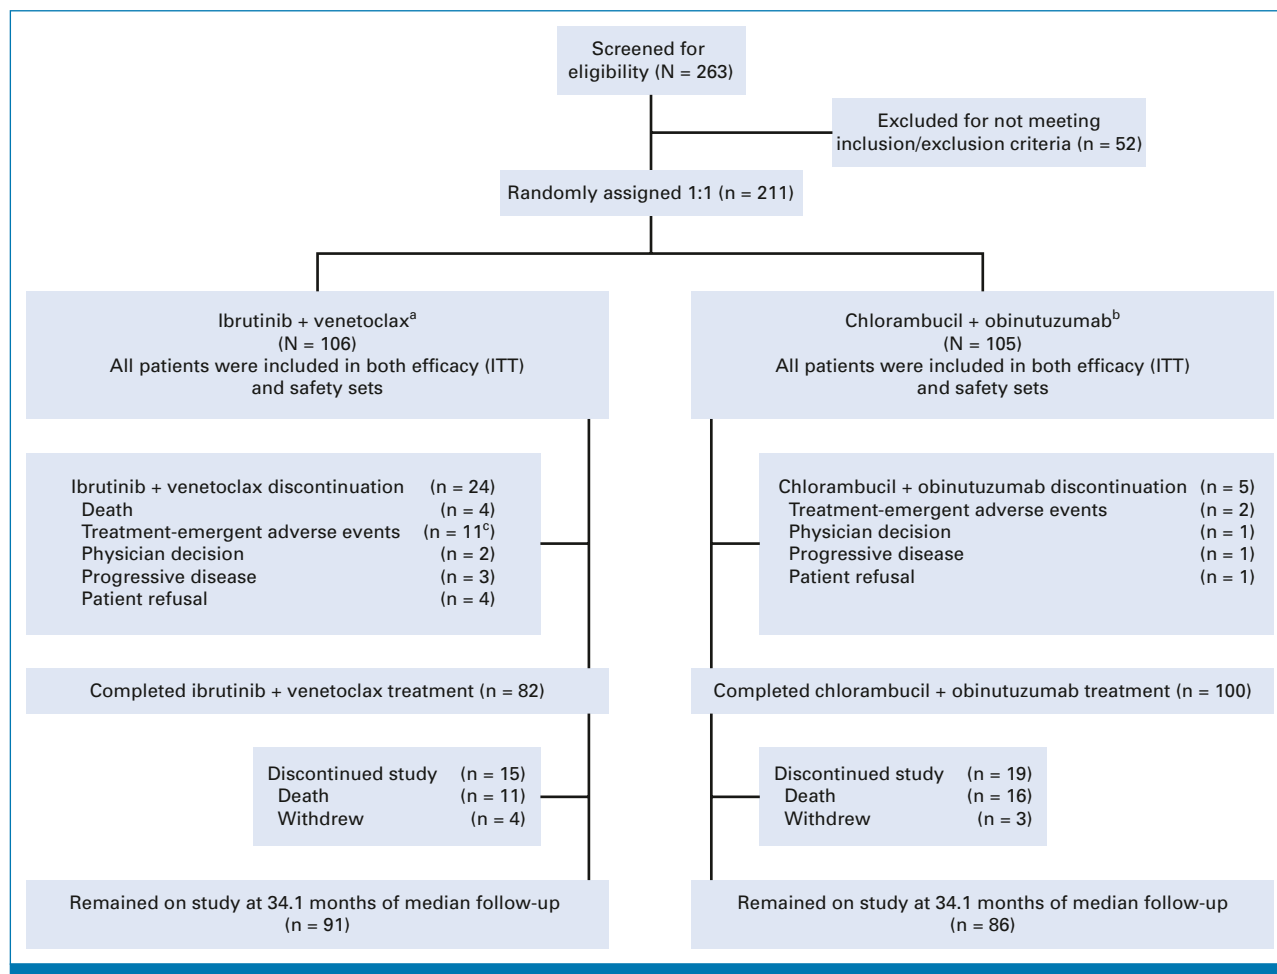 Screened for
eligibility (N = 263)
Excluded for not meeting
inclusion/exclusion criteria (n = 52)
Randomly assigned 1:1 (n = 211)
Ibrutinib + venetoclaxa
(N = 106)
All patients were included in both efficacy (ITT)
and safety sets
Chlorambucil + obinutuzumabb
(N = 105)
All patients were included in both efficacy (ITT)
and safety sets
Ibrutinib + venetoclax discontinuation (n = 24)
Death (n = 4)
Treatment-emergent adverse events (n = 11c)
Physician decision (n = 2)
Progressive disease (n = 3)
Patient refusal (n = 4)
Chlorambucil + obinutuzumab discontinuation (n = 5)
Treatment-emergent adverse events (n = 2)
Physician decision (n = 1)
Progressive disease (n = 1)
Patient refusal (n = 1)
Completed ibrutinib + venetoclax treatment (n = 82)
Completed chlorambucil + obinutuzumab treatment (n = 100)
Discontinued study (n = 15)
Death (n = 11)
Withdrew (n = 4)
Discontinued study (n = 19)
Death (n = 16)
Withdrew (n = 3)
Remained on study at 34.1 months of median follow-up
(n = 91)
Remained on study at 34.1 months of median follow-up
(n = 86)